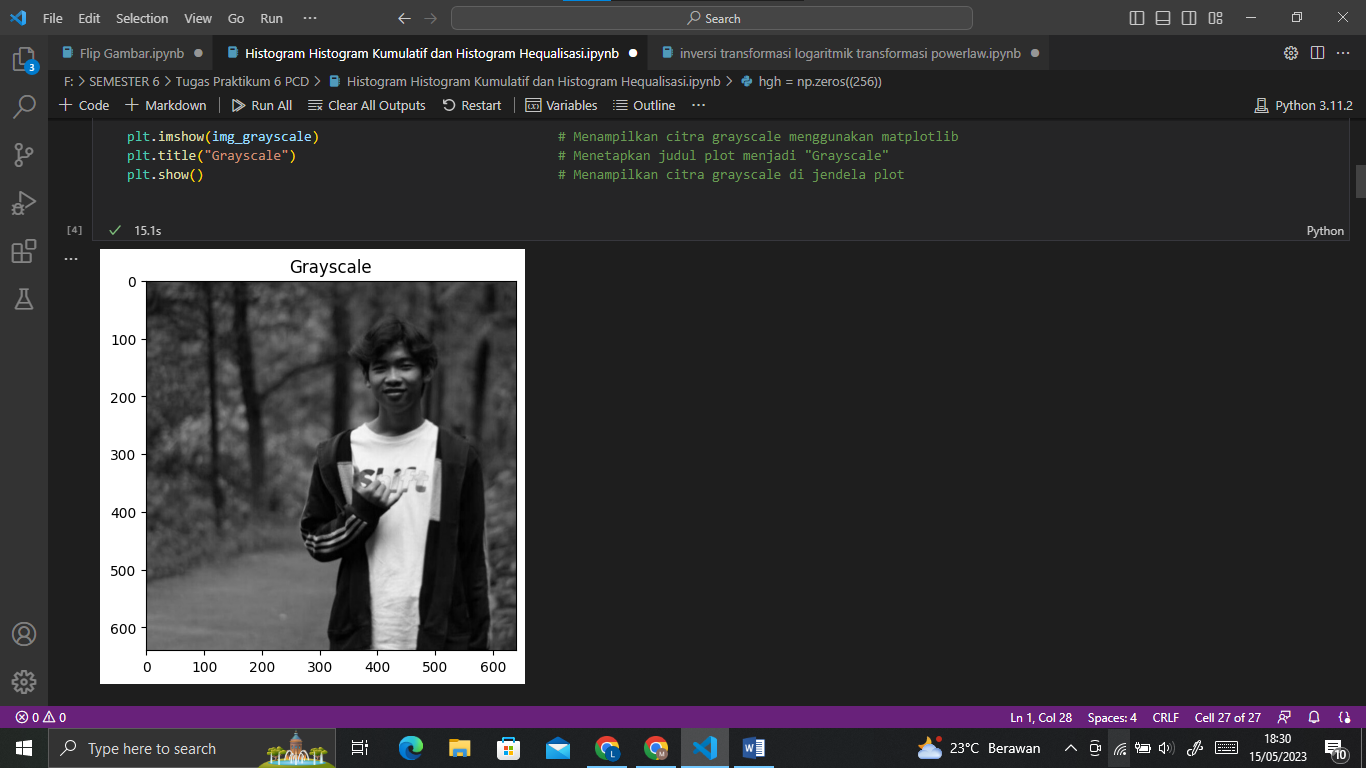 File Edit Selection View Go Run ··· Search
Flip Gambar.ipynb Histogram Histogram Kumulatif dan Histogram Hequalisasi.ipynb inversi transformasi logaritmik transformasi powerlaw.ipynb
F: > SEMESTER 6 > Tugas Praktikum 6 PCD > Histogram Histogram Kumulatif dan Histogram Hequalisasi.ipynb > hgh = np.zeros((256))
+ Code + Markdown Run All Clear All Outputs Restart Variables Outline ··· Python 3.11.2
3
plt.imshow(img_grayscale) # Menampilkan citra grayscale menggunakan matplotlib
plt.title("Grayscale") # Menetapkan judul plot menjadi "Grayscale"
plt.show() # Menampilkan citra grayscale di jendela plot
[4] 15.1s Python
Grayscale
0
100
200
300
Shift
400
500
600
0 100 200 300 400 500 600
0 0 Ln 1, Col 28 Spaces: 4 CRLF Cell 27 of 27
Type here to search L M 23°C Berawan 18:30
15/05/2023 10